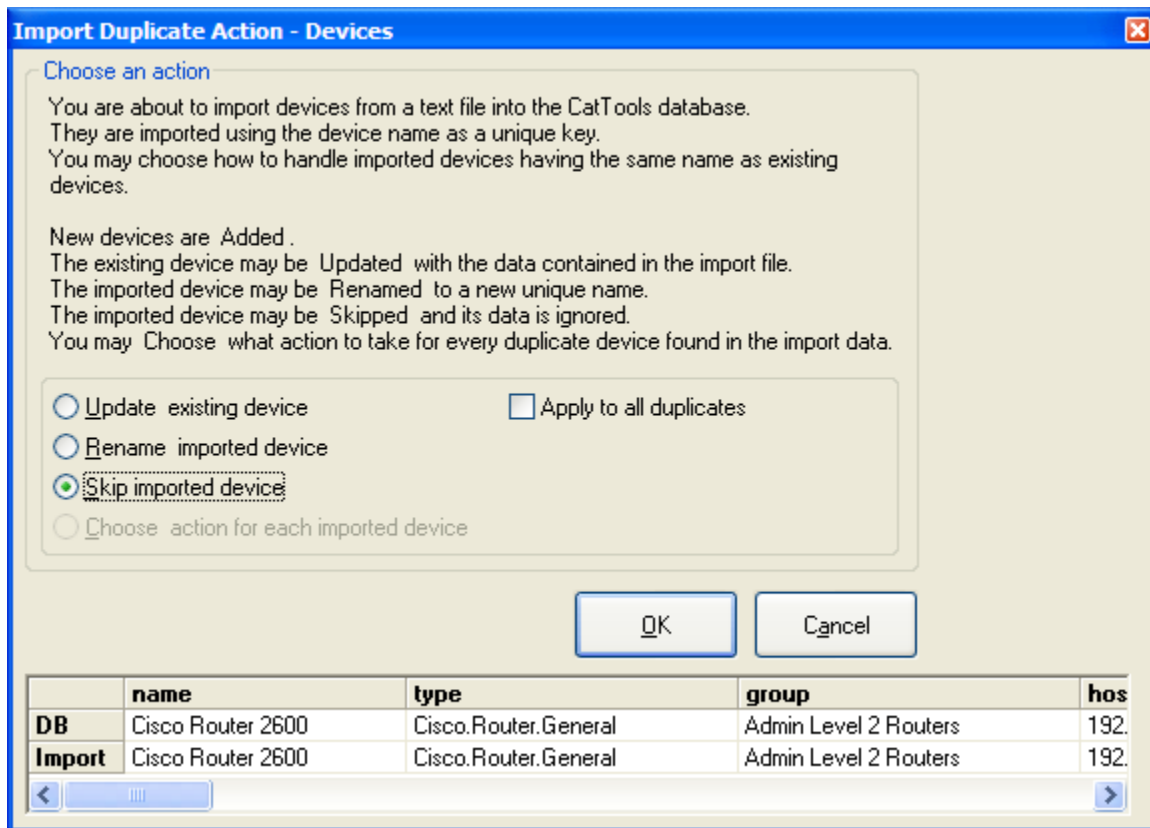 Import Duplicate Action - Devices
Choose an action
You are about to import devices from a text file into the CatTools database.
They are imported using the device name as a unique key.
You may choose how to handle imported devices having the same name as existing
devices.
New devices are Added .
The existing device may be Updated with the data contained in the import file.
The imported device may be Renamed to a new unique name.
The imported device may be Skipped and its data is ignored.
You may Choose what action to take for every duplicate device found in the import data.
Update existing device Apply to all duplicates
Rename imported device
Skip imported device
Choose action for each imported device
OK Cancel
name type group hos
DB Cisco Router 2600 Cisco.Router.General Admin Level 2 Routers 192.
Import Cisco Router 2600 Cisco.Router.General Admin Level 2 Routers 192.